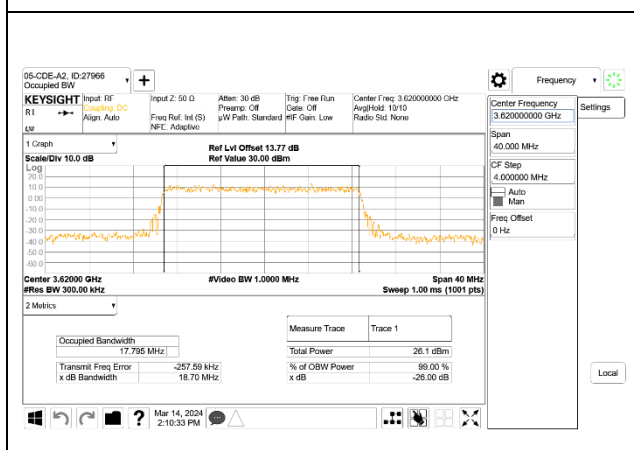 05-CDE-A2, ID:27966
Occupied BW
+
Frequency
KEYSIGHT Input: RF
R L
Coupling: DC
Align: Auto
Input Z: 50 Ω
Freq Ref: Int (S)
NFE: Adaptive
Atten: 30 dB
Preamp: Off
µW Path: Standard
Trig: Free Run
Gate: Off
#IF Gain: Low
Center Freq: 3.620000000 GHz
Avg|Hold: 10/10
Radio Std: None
Center Frequency
3.620000000 GHz
Settings
Span
40.000 MHz
CF Step
4.000000 MHz
Auto
Man
Freq Offset
0 Hz
Local
1 Graph
Scale/Div 10.0 dB
Ref Lvl Offset 13.77 dB
Ref Value 30.00 dBm
Log
20.0
10.0
0.00
-10.0
-20.0
-30.0
-40.0
-50.0
-60.0
Center 3.62000 GHz
#Video BW 1.0000 MHz
Span 40 MHz
#Res BW 300.00 kHz
Sweep 1.00 ms (1001 pts)
2 Metrics
Measure Trace Trace 1
Occupied Bandwidth
17.795 MHz
Total Power 26.1 dBm
Transmit Freq Error -257.59 kHz
% of OBW Power 99.00 %
x dB Bandwidth 18.70 MHz
x dB -26.00 dB
?
Mar 14, 2024
2:10:33 PM